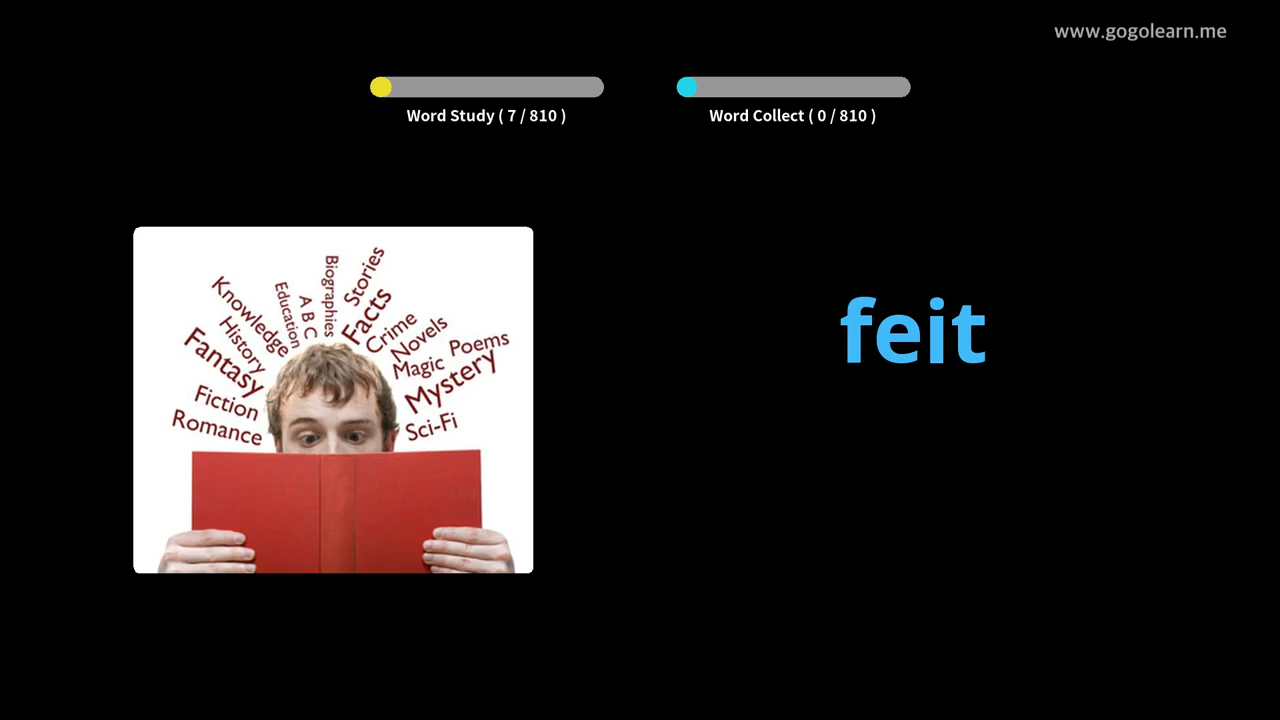 www.gogolearn.me
Word Study ( 7 / 810 )
Word Collect ( 0 / 810 )
Romance
Fiction
Fantasy
History
Knowledge
Education
A B C
Biographies
Stories
Facts
Crime
Novels
Magic
Poems
Mystery
Sci-Fi
feit